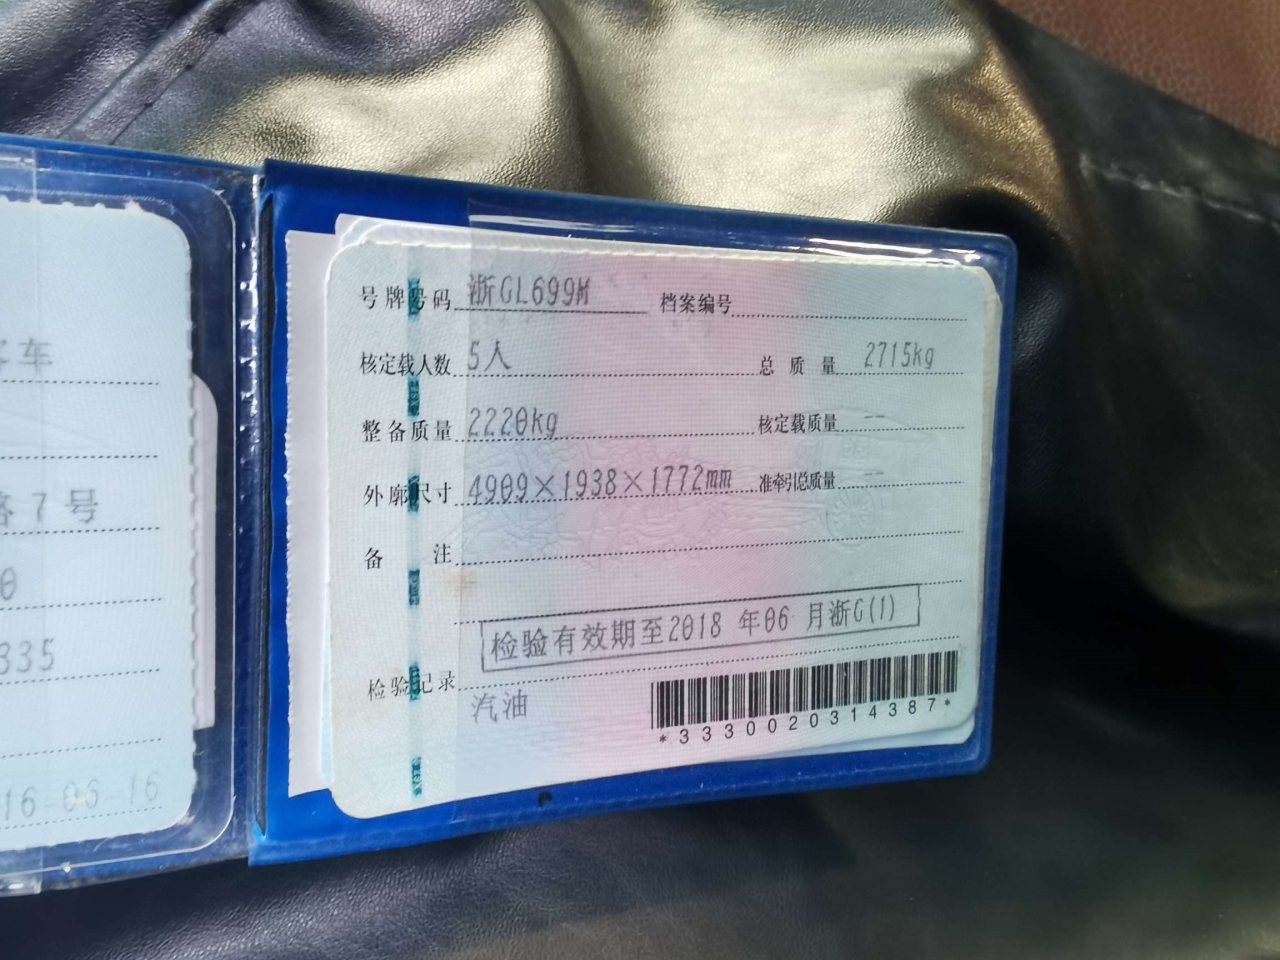 客车
路7号
0
335
16-06-16
号牌号码 浙GL699M 档案编号
核定载人数 5人 总质量 2715kg
整备质量 2220kg 核定载质量 --
外廓尺寸 4909×1938×1772mm 准牵引总质量 --
备注
检验有效期至2018 年06 月浙G(1)
检验记录
汽油
*3330020314387*